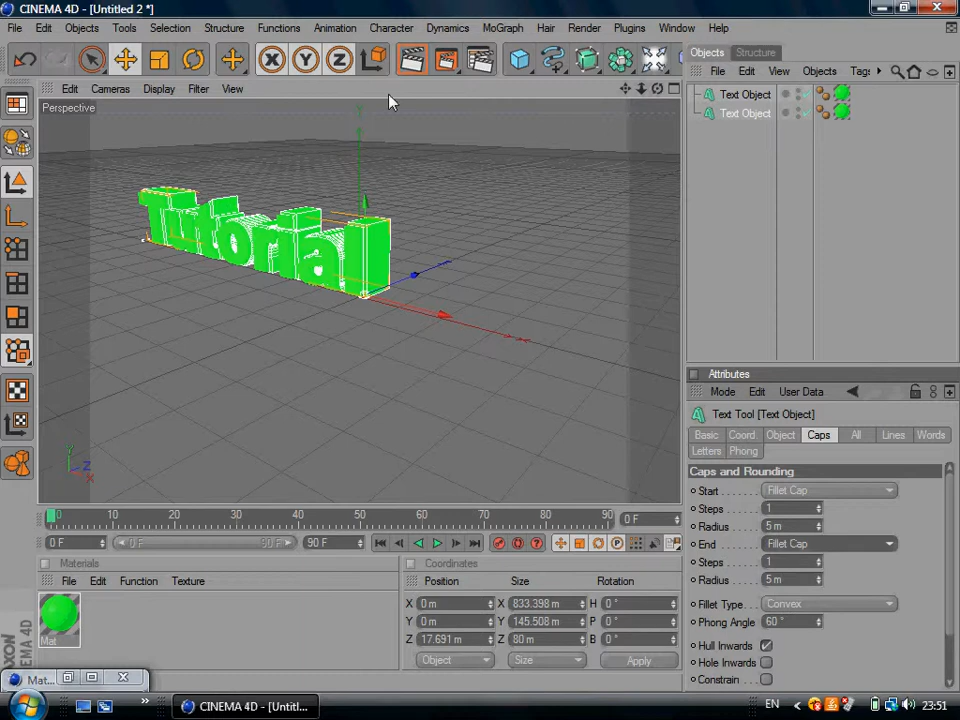 CINEMA 4D - [Untitled 2 *]
File Edit Objects Tools Selection Structure Functions Animation Character Dynamics MoGraph Hair Render Plugins Window Help
X Y Z
Objects Structure
File Edit View Objects Tags
Edit Cameras Display Filter View
Perspective
Text Object
Text Object
Y
Tutorial
Y
Z
X
Attributes
Mode Edit User Data
Text Tool [Text Object]
Basic Coord. Object Caps All Lines Words
Letters Phong
Caps and Rounding
Start Fillet Cap
Steps 1
Radius 5 m
End Fillet Cap
Steps 1
Radius 5 m
Fillet Type Convex
Phong Angle 60 °
Hull Inwards
Hole Inwards
Constrain
0 10 20 30 40 50 60 70 80 90 0 F
0 F 0 F 90 F 90 F
Materials
File Edit Function Texture
Mat
Coordinates
Position Size Rotation
X 0 m X 833.398 m H 0 °
Y 0 m Y 145.508 m P 0 °
Z 17.691 m Z 80 m B 0 °
Object Size Apply
MAXON
CINEMA 4D
Mat...
CINEMA 4D - [Untitl...
EN 23:51